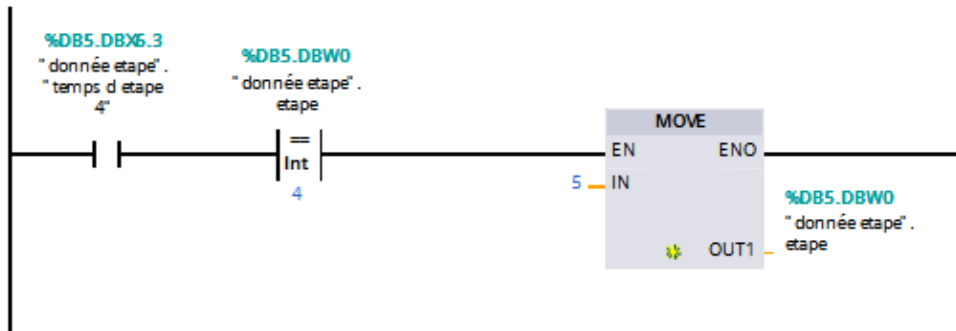 %DB5.DBX6.3
"donnée etape".
"temps d etape
4"
%DB5.DBW0
"donnée etape".
etape
==
Int
4
MOVE
EN ENO
5 IN
OUT1
%DB5.DBW0
"donnée etape".
etape